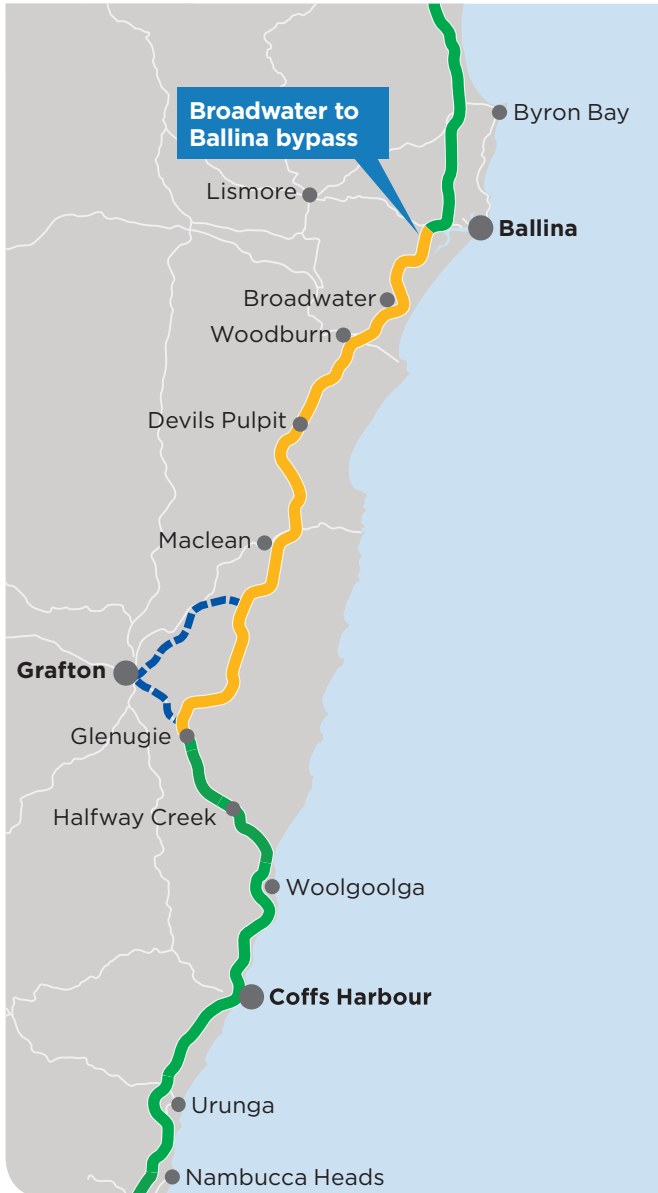 Broadwater to
Ballina bypass
Byron Bay
Lismore
Ballina
Broadwater
Woodburn
Devils Pulpit
Maclean
Grafton
Glenugie
Halfway Creek
Woolgoolga
Coffs Harbour
Urunga
Nambucca Heads